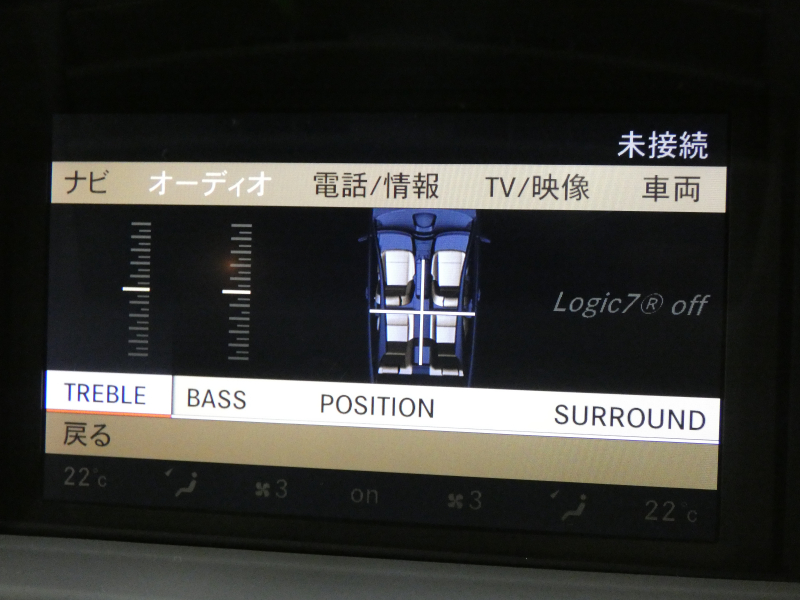 未接続
ナビ オーディオ 電話/情報 TV/映像 車両
Logic7® off
TREBLE BASS POSITION SURROUND
戻る
22°C 3 on 3 22°C